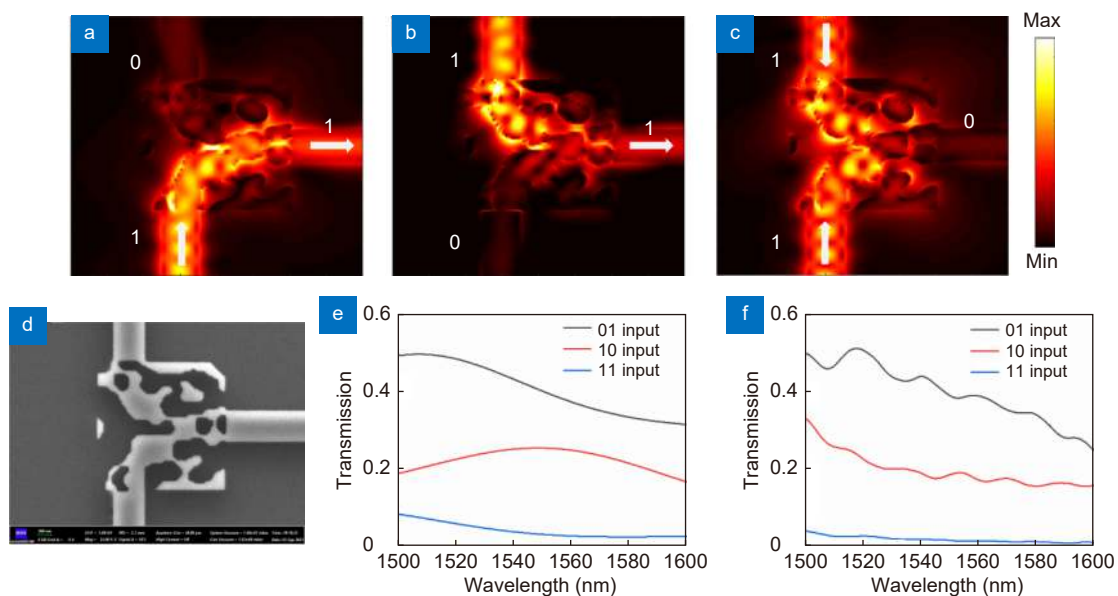 a
0
1
1
b
1
1
0
c
1
0
1
Max
Min
d
e
0.6
0.4
0.2
0
Transmission
01 input
10 input
11 input
1500 1520 1540 1560 1580 1600
Wavelength (nm)
f
0.6
0.4
0.2
0
Transmission
01 input
10 input
11 input
1500 1520 1540 1560 1580 1600
Wavelength (nm)